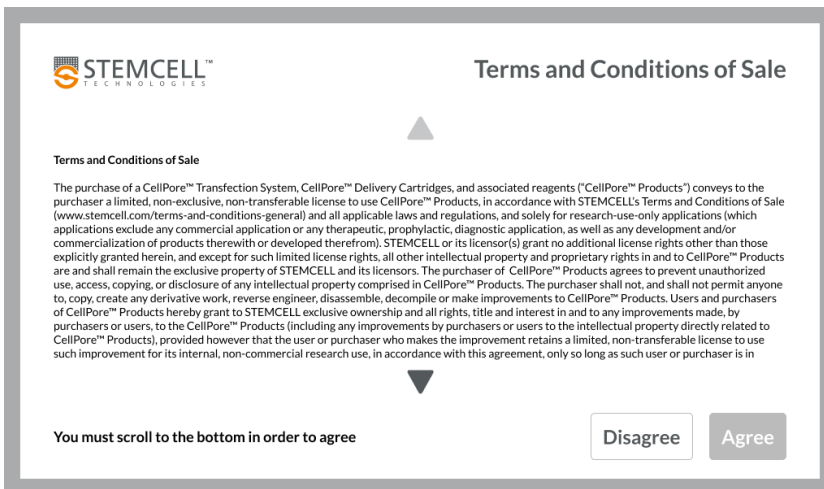 STEMCELL™
TECHNOLOGIES
Terms and Conditions of Sale
Terms and Conditions of Sale
The purchase of a CellPore™ Transfection System, CellPore™ Delivery Cartridges, and associated reagents (“CellPore™ Products”) conveys to the
purchaser a limited, non-exclusive, non-transferable license to use CellPore™ Products, in accordance with STEMCELL’s Terms and Conditions of Sale
(www.stemcell.com/terms-and-conditions-general) and all applicable laws and regulations, and solely for research-use-only applications (which
applications exclude any commercial application or any therapeutic, prophylactic, diagnostic application, as well as any development and/or
commercialization of products therewith or developed therefrom). STEMCELL or its licensor(s) grant no additional license rights other than those
explicitly granted herein, and except for such limited license rights, all other intellectual property and proprietary rights in and to CellPore™ Products
are and shall remain the exclusive property of STEMCELL and its licensors. The purchaser of CellPore™ Products agrees to prevent unauthorized
use, access, copying, or disclosure of any intellectual property comprised in CellPore™ Products. The purchaser shall not, and shall not permit anyone
to, copy, create any derivative work, reverse engineer, disassemble, decompile or make improvements to CellPore™ Products. Users and purchasers
of CellPore™ Products hereby grant to STEMCELL exclusive ownership and all rights, title and interest in and to any improvements made, by
purchasers or users, to the CellPore™ Products (including any improvements by purchasers or users to the intellectual property directly related to
CellPore™ Products), provided however that the user or purchaser who makes the improvement retains a limited, non-transferable license to use
such improvement for its internal, non-commercial research use, in accordance with this agreement, only so long as such user or purchaser is in
You must scroll to the bottom in order to agree
Disagree
Agree